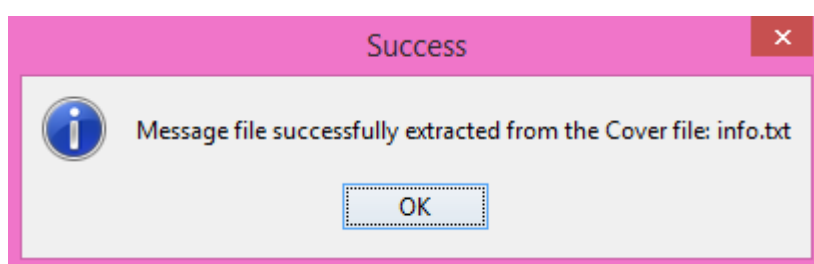 Success
Message file successfully extracted from the Cover file: info.txt
OK